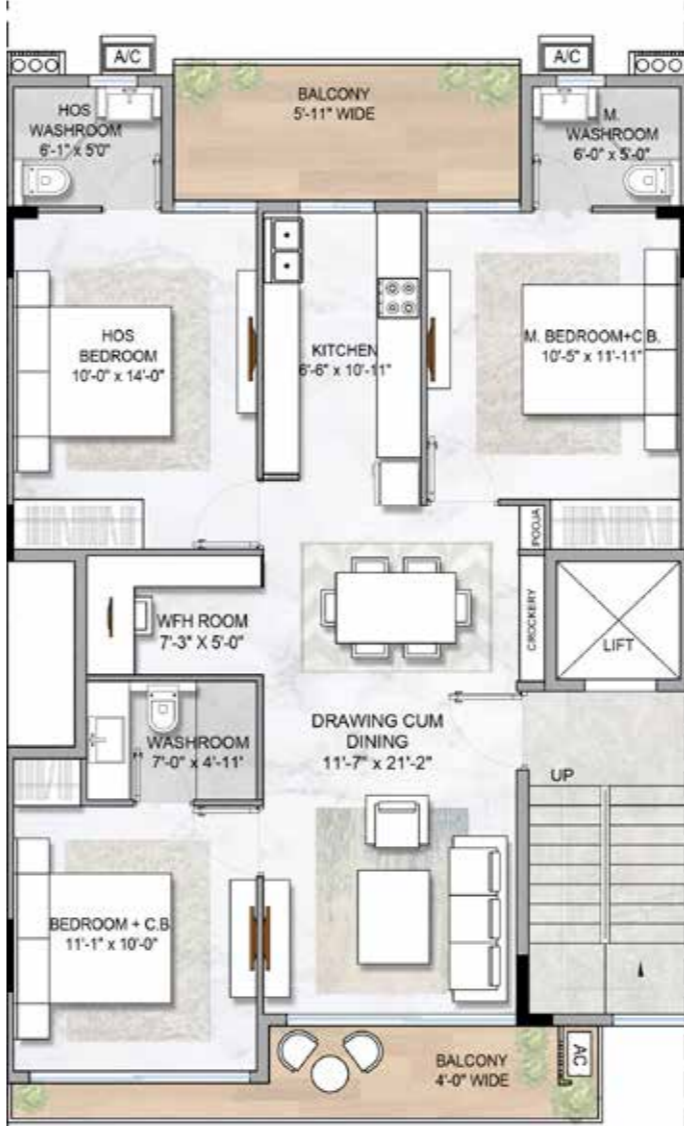 A/C
A/C
HOS
WASHROOM
6'-1" x 5'0"
BALCONY
5'-11" WIDE
M.
WASHROOM
6'-0" x 5'-0"
HOS
BEDROOM
10'-0" x 14'-0"
KITCHEN
6'-6" x 10'-11"
M. BEDROOM+C.B.
10'-5" x 11'-11"
POOJA
CROCKERY
WFH ROOM
7'-3" X 5'-0"
LIFT
WASHROOM
7'-0" x 4'-11'
DRAWING CUM
DINING
11'-7" x 21'-2"
UP
BEDROOM + C.B
11'-1" x 10'-0"
BALCONY
4'-0" WIDE
AC